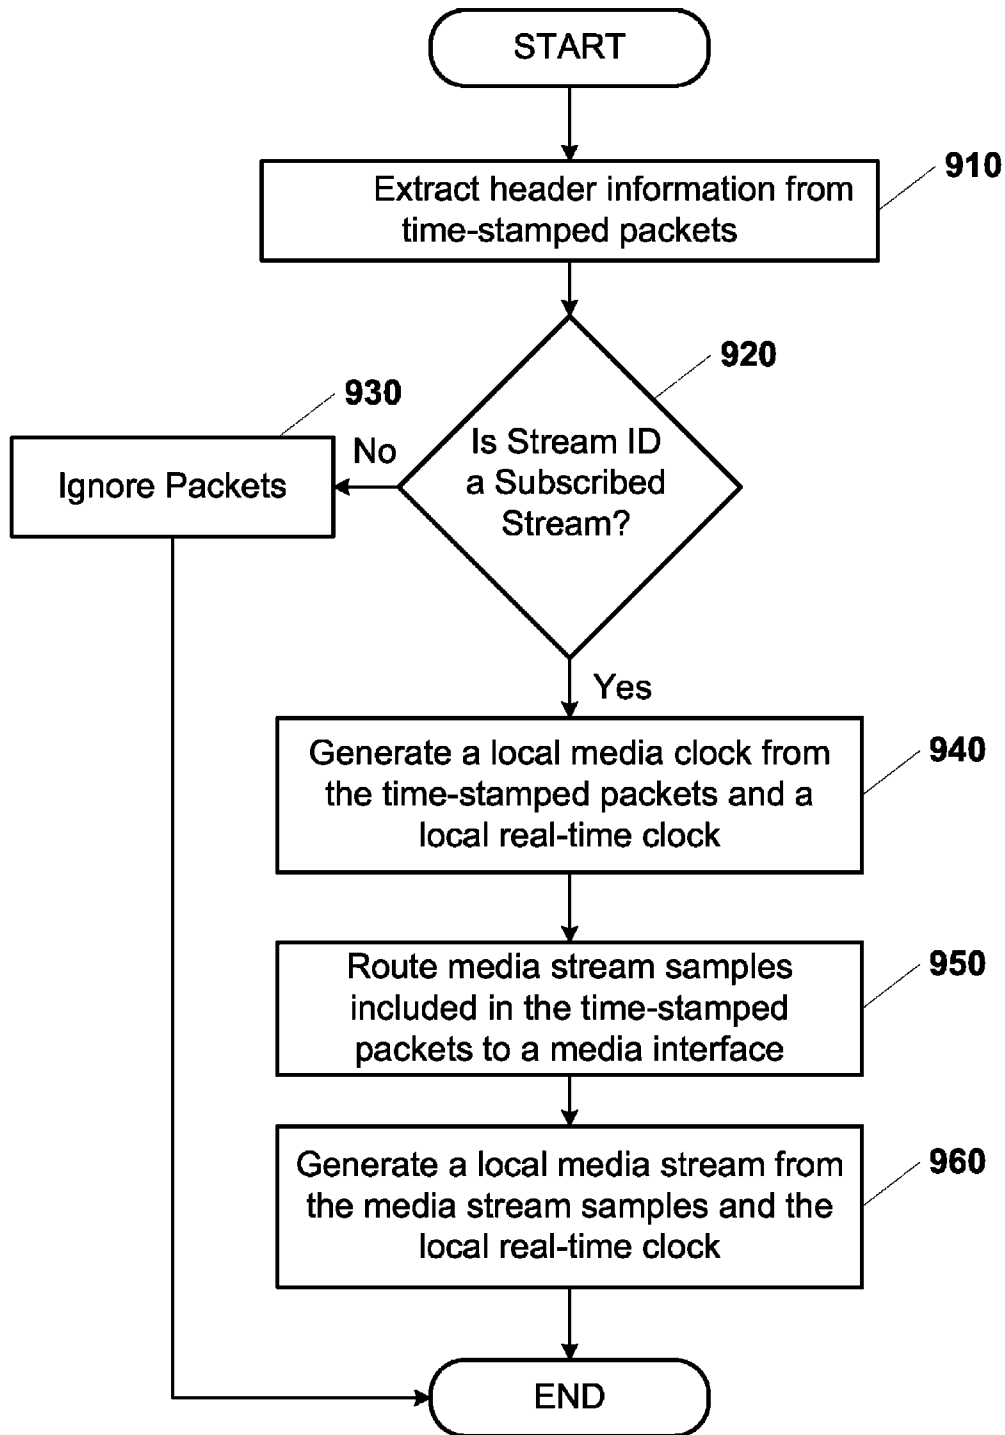 START
910
Extract header information from
time-stamped packets
920
930
Is Stream ID
a Subscribed
Stream?
No
Ignore Packets
Yes
940
Generate a local media clock from
the time-stamped packets and a
local real-time clock
950
Route media stream samples
included in the time-stamped
packets to a media interface
960
Generate a local media stream from
the media stream samples and the
local real-time clock
END